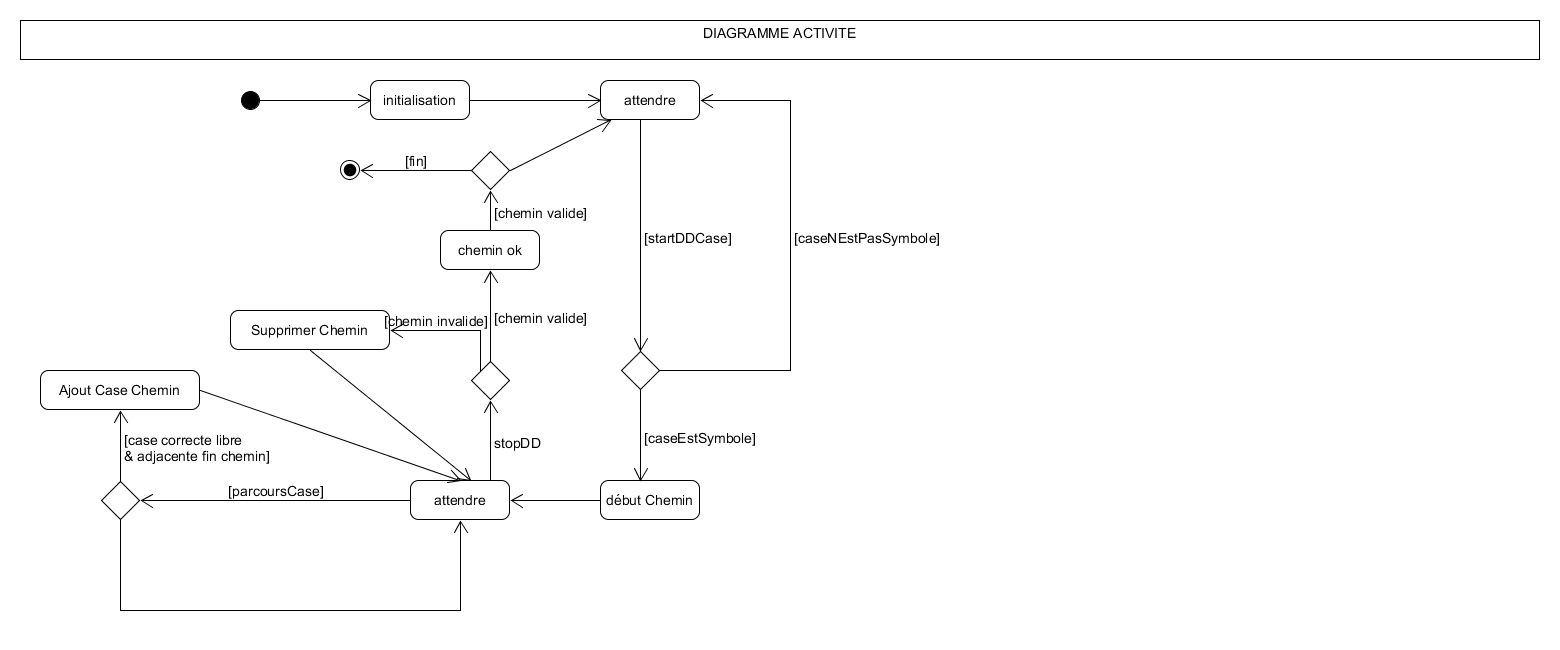 DIAGRAMME ACTIVITE
initialisation
attendre
[fin]
[chemin valide]
[startDDCase]
[caseNEstPasSymbole]
chemin ok
[chemin invalide]
[chemin valide]
Supprimer Chemin
Ajout Case Chemin
[case correcte libre
& adjacente fin chemin]
stopDD
[caseEstSymbole]
[parcoursCase]
attendre
début Chemin